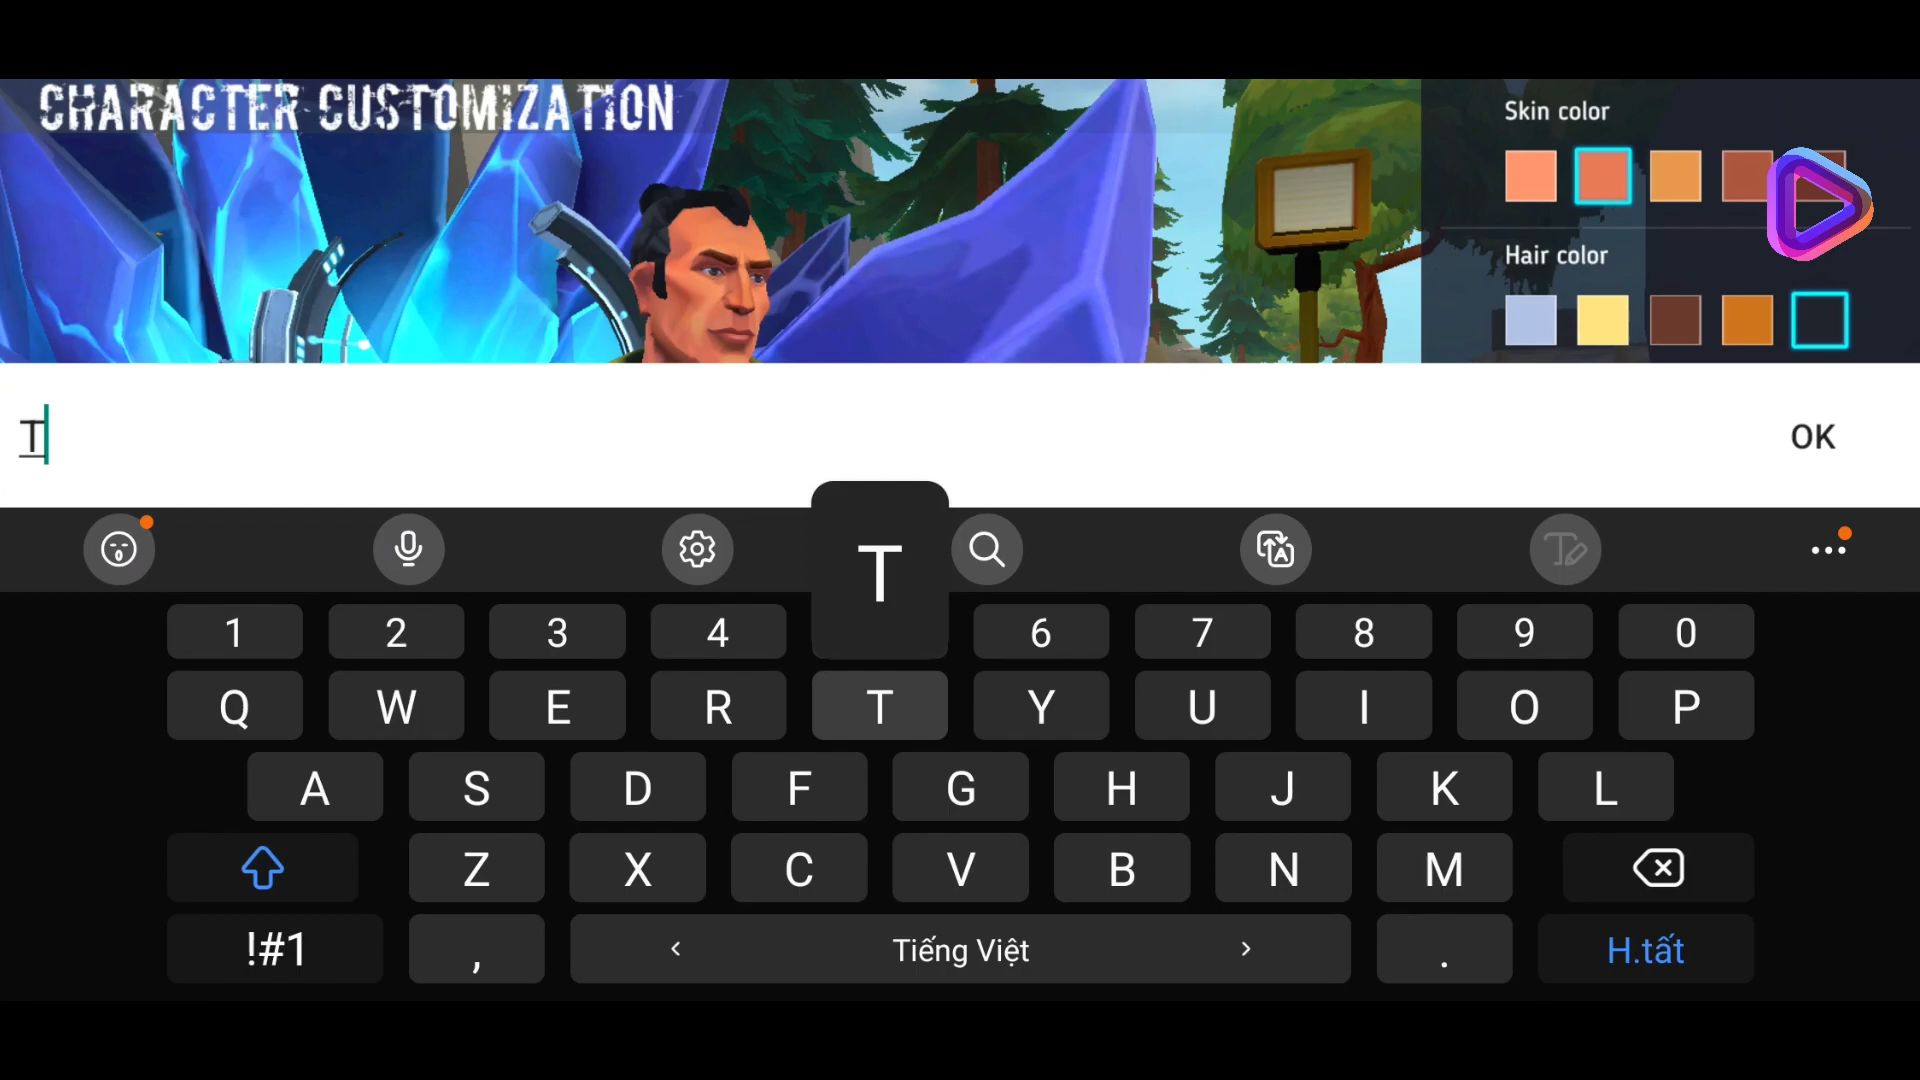 CHARACTER CUSTOMIZATION
Skin color
Hair color
T
OK
T
1 2 3 4 6 7 8 9 0
Q W E R T Y U I O P
A S D F G H J K L
Z X C V B N M
!#1 , < Tiếng Việt > . H.tất